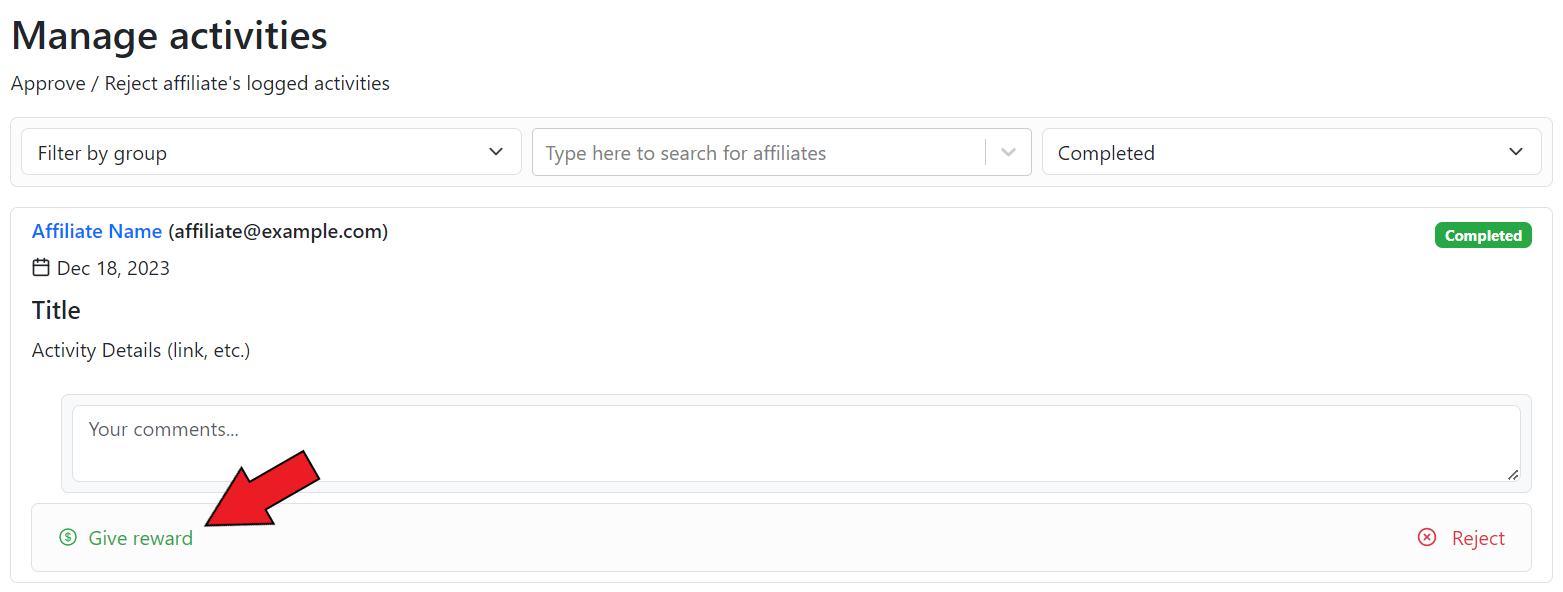 Manage activities
Approve / Reject affiliate's logged activities
Filter by group Type here to search for affiliates Completed
Affiliate Name (affiliate@example.com) Completed
Dec 18, 2023
Title
Activity Details (link, etc.)
Your comments...
Give reward Reject